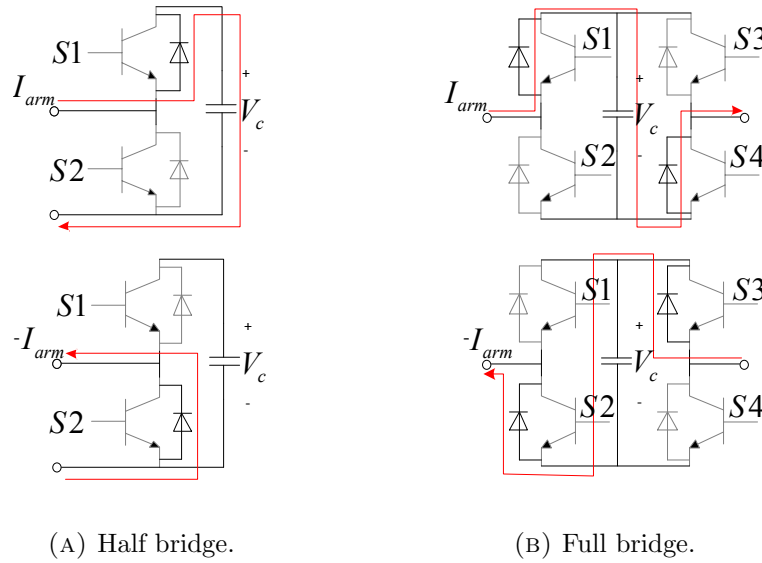 S1
+
I_arm
V_c
S2
-
S1
S3
+
I_arm
V_c
-
S2
S4
S1
+
-I_arm
V_c
S2
-
S1
S3
+
-I_arm
V_c
-
S2
S4
(A) Half bridge.
(B) Full bridge.